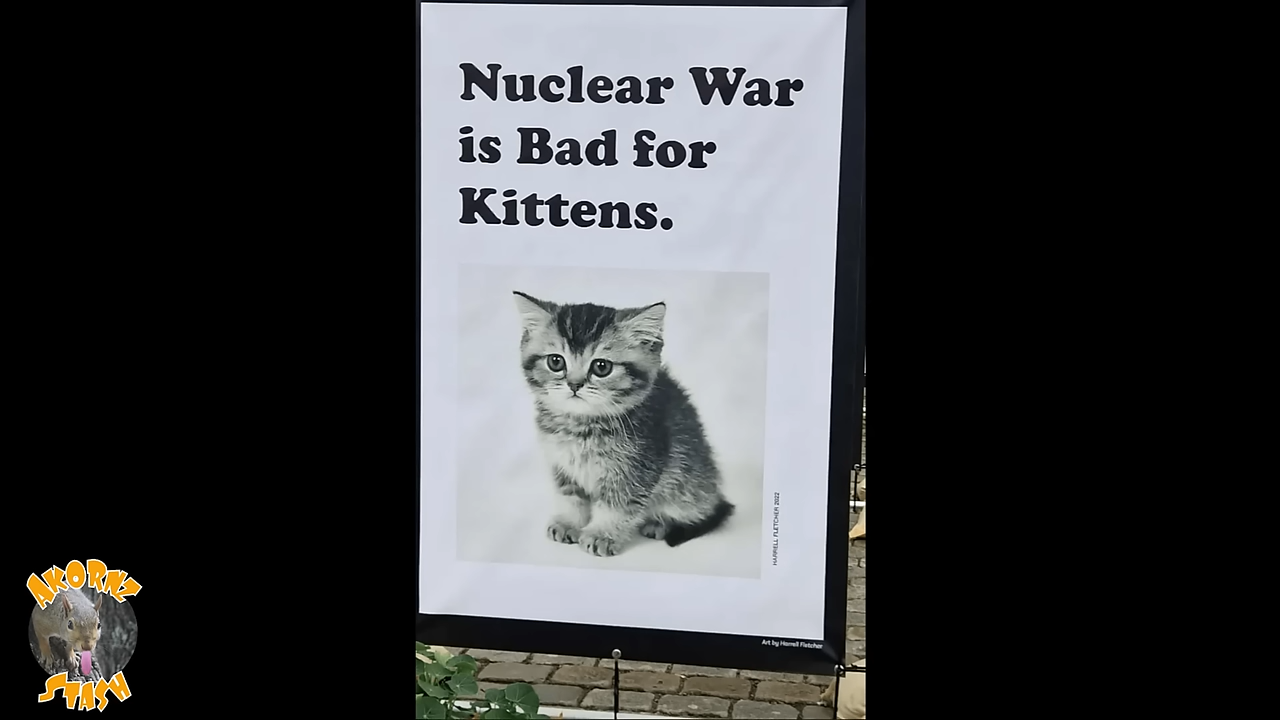 Nuclear War
is Bad for
Kittens.
HARRELL FLETCHER 2022
Art by Harrell Fletcher
AKORNZ
STASH